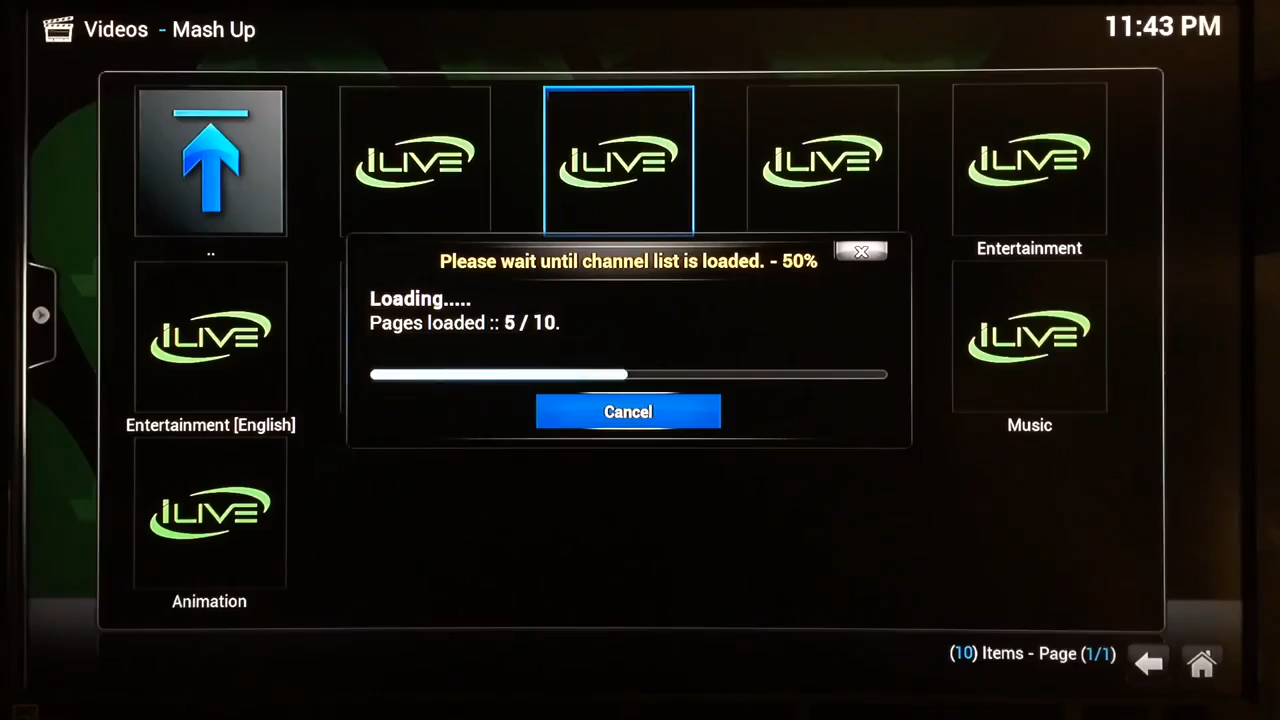 Videos - Mash Up
11:43 PM
iLIVE
iLIVE
iLIVE
iLIVE
..
Entertainment
Please wait until channel list is loaded. - 50%
Loading.....
Pages loaded :: 5 / 10.
Cancel
iLIVE
iLIVE
Entertainment [English]
Music
iLIVE
Animation
(10) Items - Page (1/1)